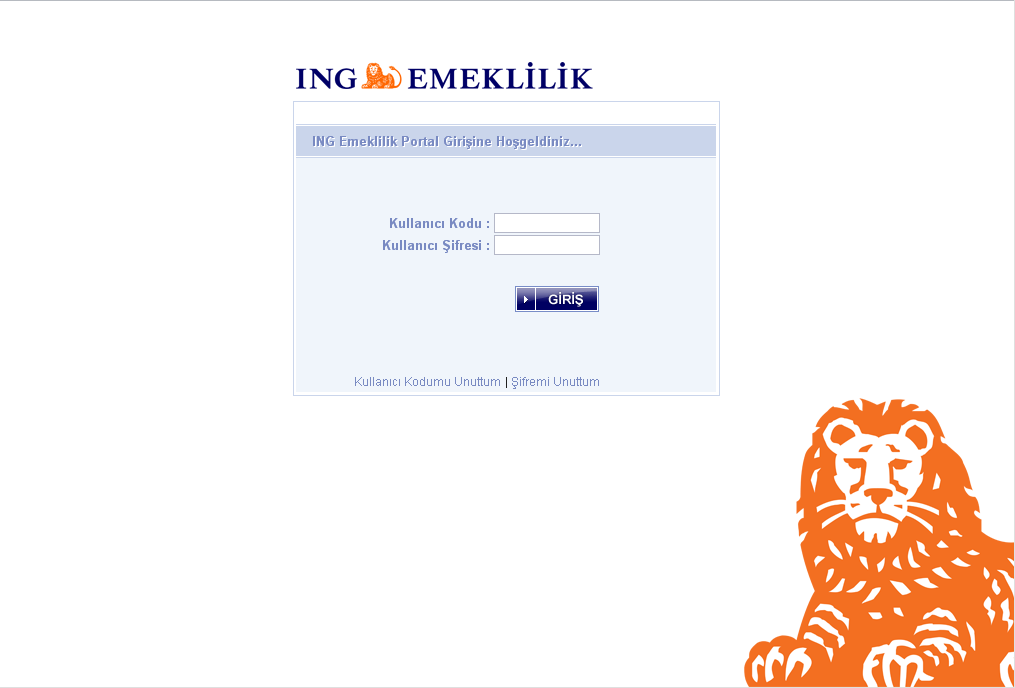 ING EMEKLİLİK
ING Emeklilik Portal Girişine Hoşgeldiniz...
Kullanıcı Kodu :
Kullanıcı Şifresi :
GİRİŞ
Kullanıcı Kodumu Unuttum | Şifremi Unuttum